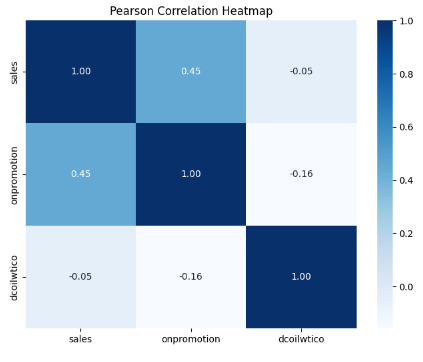 Pearson Correlation Heatmap
sales
onpromotion
dcoilwtico
1.00
0.45
-0.05
0.45
1.00
-0.16
-0.05
-0.16
1.00
sales
onpromotion
dcoilwtico
1.0
0.8
0.6
0.4
0.2
0.0